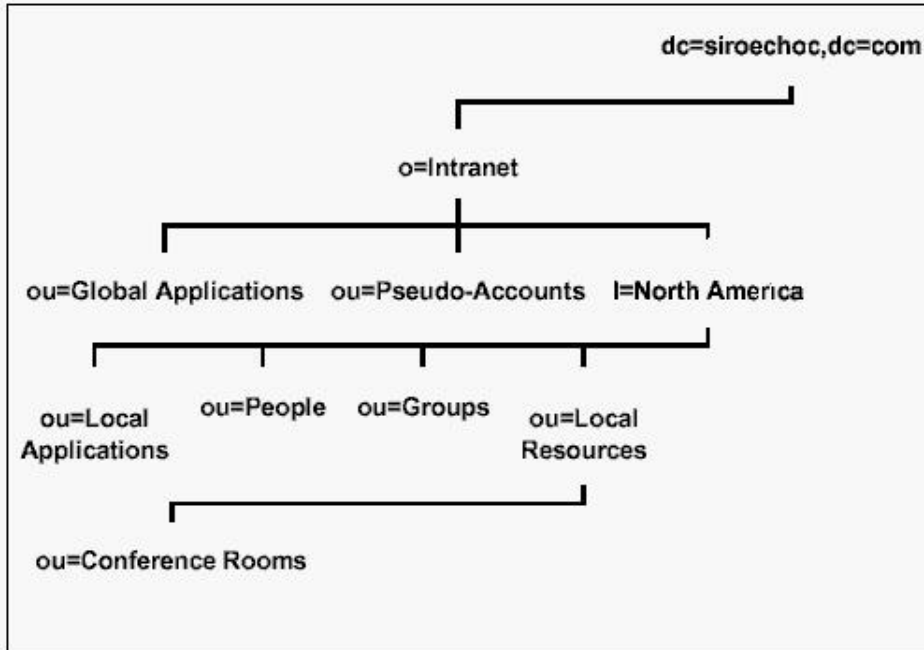 dc=siroechoc,dc=com
o=Intranet
ou=Global Applications
ou=Pseudo-Accounts
l=North America
ou=Local
Applications
ou=People
ou=Groups
ou=Local
Resources
ou=Conference Rooms